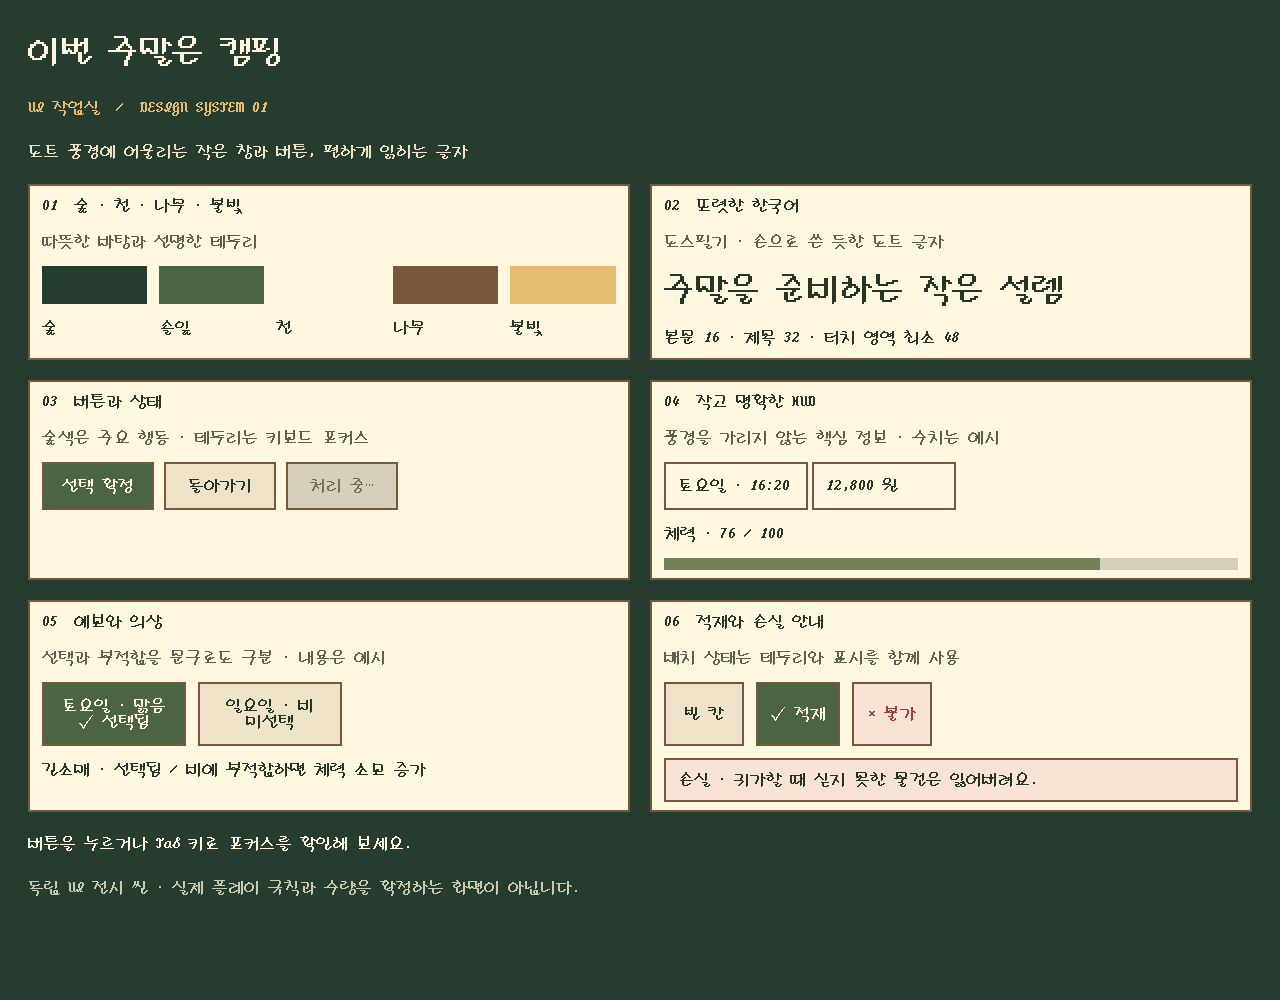 이번 주말은 캠핑
UI 작업실 / DESIGN SYSTEM 01
도트 풍경에 어울리는 작은 창과 버튼, 편하게 읽히는 글자
01 숲 · 천 · 나무 · 불빛
따뜻한 바탕과 선명한 테두리
숲 솔잎 천 나무 불빛
02 또렷한 한국어
도스필기 · 손으로 쓴 듯한 도트 글자
주말을 준비하는 작은 설렘
본문 16 · 제목 32 · 터치 영역 최소 48
03 버튼과 상태
숲색은 주요 행동 · 테두리는 키보드 포커스
선택 확정 돌아가기 처리 중…
04 작고 명확한 HUD
풍경을 가리지 않는 핵심 정보 · 수치는 예시
토요일 · 16:20 12,800 원
체력 · 76 / 100
05 예보와 의상
선택과 부적합을 문구로도 구분 · 내용은 예시
토요일 · 맑음
✓ 선택됨
일요일 · 비
미선택
긴소매 · 선택됨 / 비에 부적합하면 체력 소모 증가
06 적재와 손실 안내
배치 상태는 테두리와 표시를 함께 사용
빈 칸 ✓ 적재 × 불가
손실 · 귀가할 때 싣지 못한 물건은 잃어버려요.
버튼을 누르거나 Tab 키로 포커스를 확인해 보세요.
독립 UI 전시 씬 · 실제 플레이 규칙과 수량을 확정하는 화면이 아닙니다.